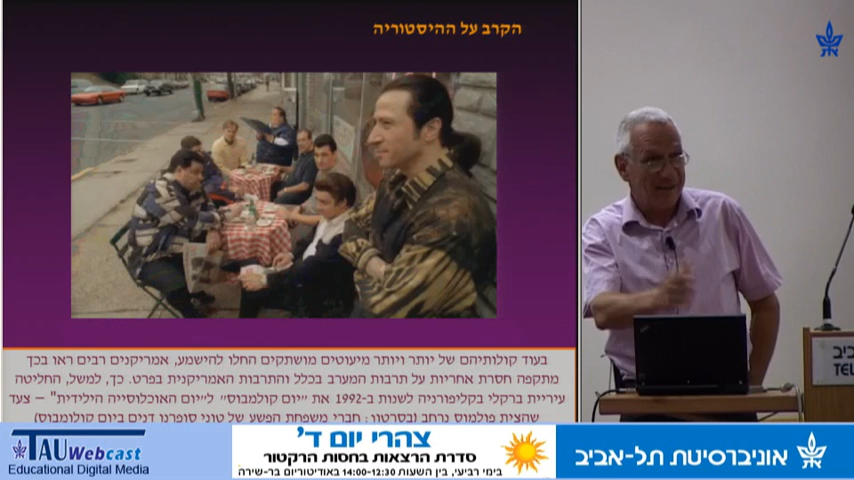 הקרב על ההיסטוריה
בעוד קולותיהם של יותר ויותר מיעוטים מושתקים החלו להישמע, אמריקנים רבים ראו בכך
מתקפה חסרת אחריות על תרבות המערב בכלל והתרבות האמריקנית בפרט. כך, למשל, החליטה
עיריית ברקלי בקליפורניה לשנות ב-1992 את "יום קולמבוס" ל"יום האוכלוסייה הילידית" – צעד
שהצית פולמוס נרחב (בסרטון: חברי משפחת הפשע של טוני סופרנו דנים ביום קולומבוס)
ThinkPad
TAU Webcast
Educational Digital Media
צהרי יום ד'
סדרת הרצאות בחסות הרקטור
בימי רביעי, בין השעות 14:00-12:30 באודיטוריום בר-שירה
אוניברסיטת תל-אביב